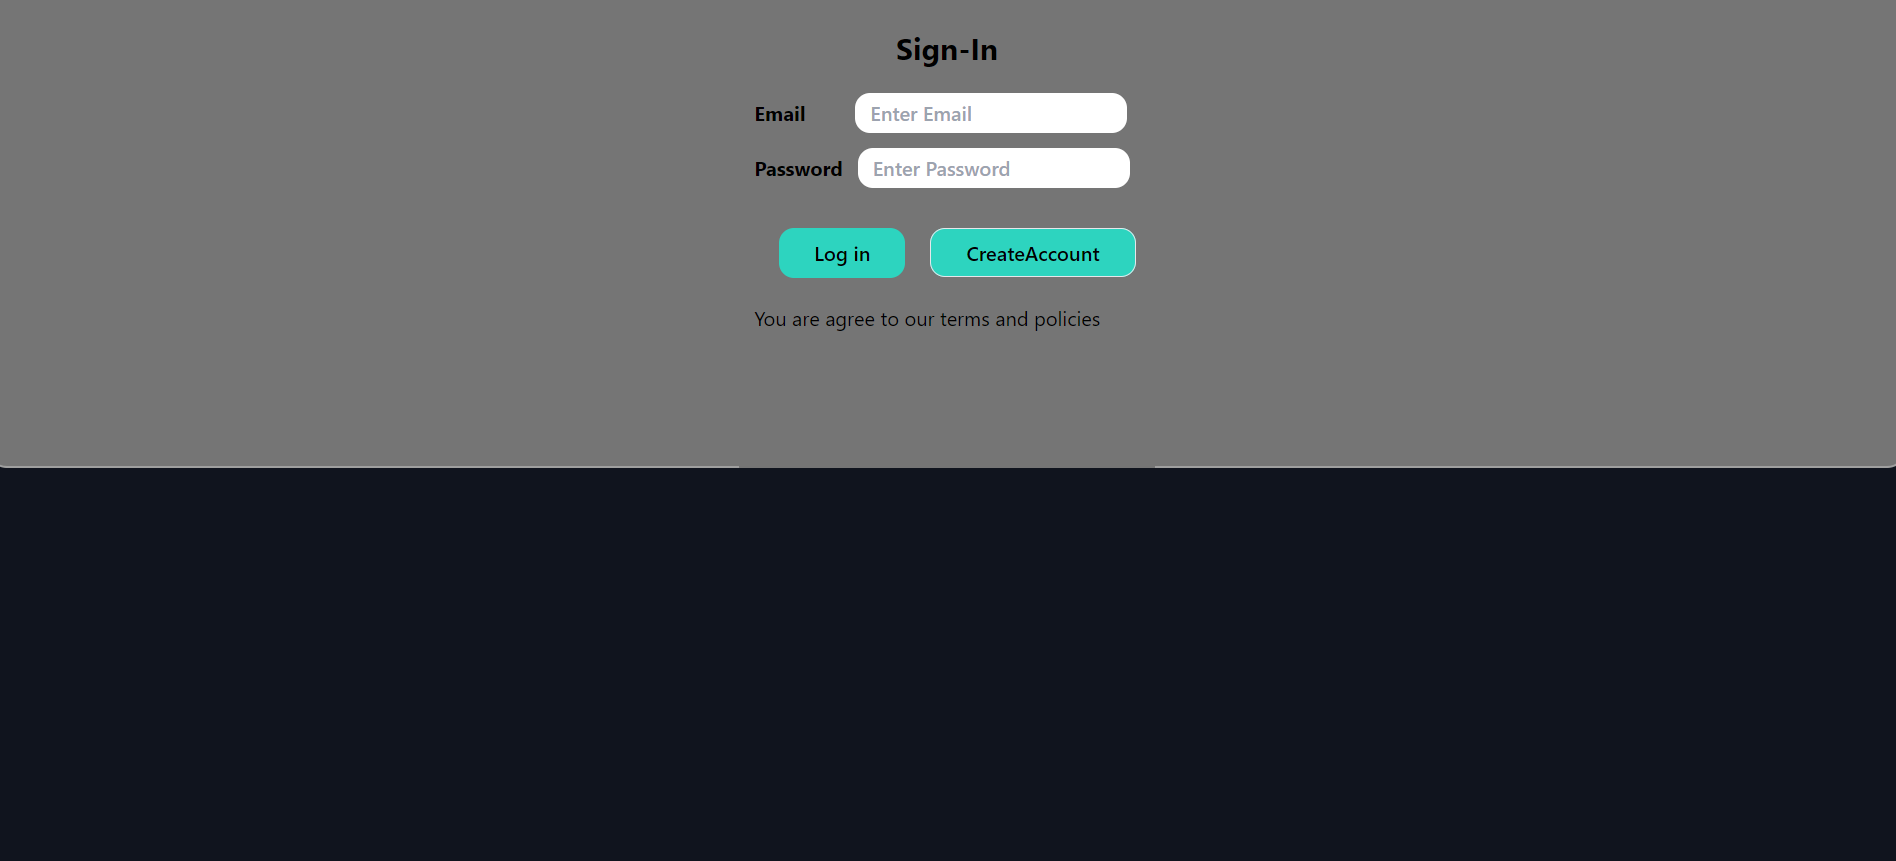 Sign-In
Email Enter Email
Password Enter Password
Log in CreateAccount
You are agree to our terms and policies